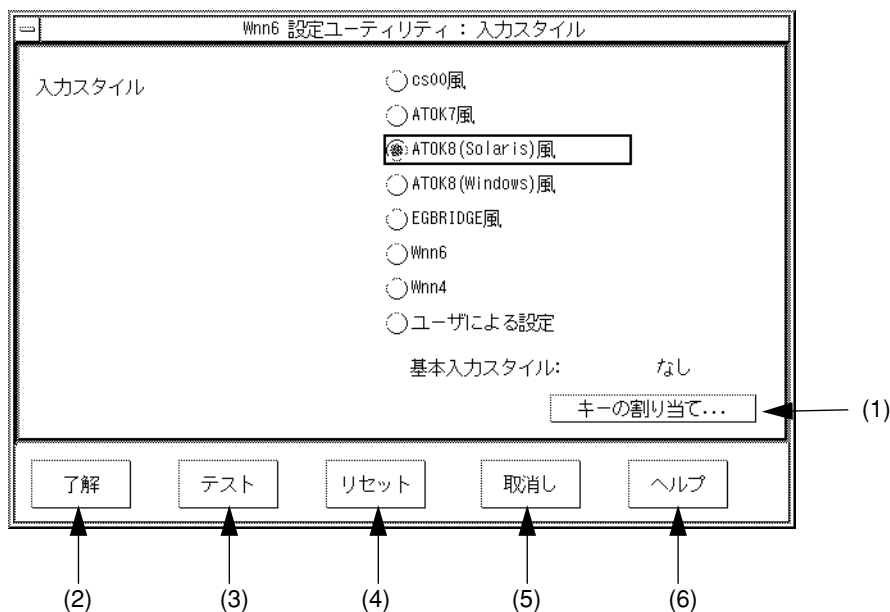 Wnn6 設定ユーティリティ : 入力スタイル
入力スタイル
cs00風
ATOK7風
ATOK8(Solaris)風
ATOK8(Windows)風
EGBRIDGE風
Wnn6
Wnn4
ユーザによる設定
基本入力スタイル: なし
キーの割り当て... (1)
了解 テスト リセット 取消し ヘルプ
(2) (3) (4) (5) (6)